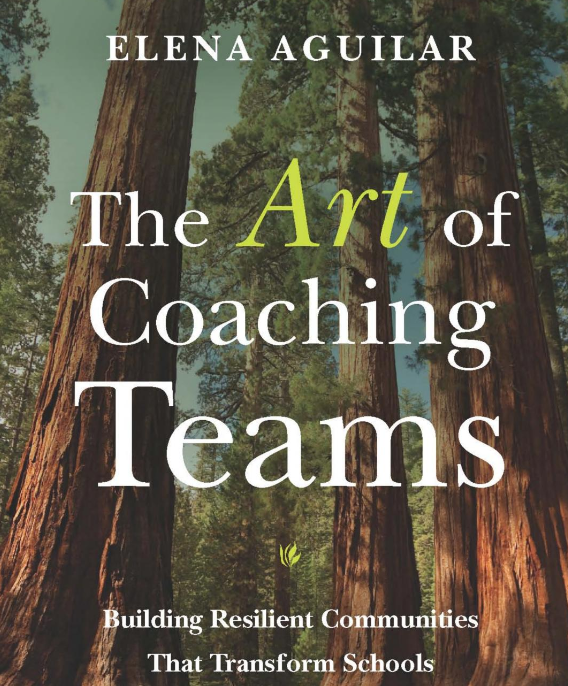 ELENA AGUILAR
The Art of
Coaching
Teams
Building Resilient Communities
That Transform Schools